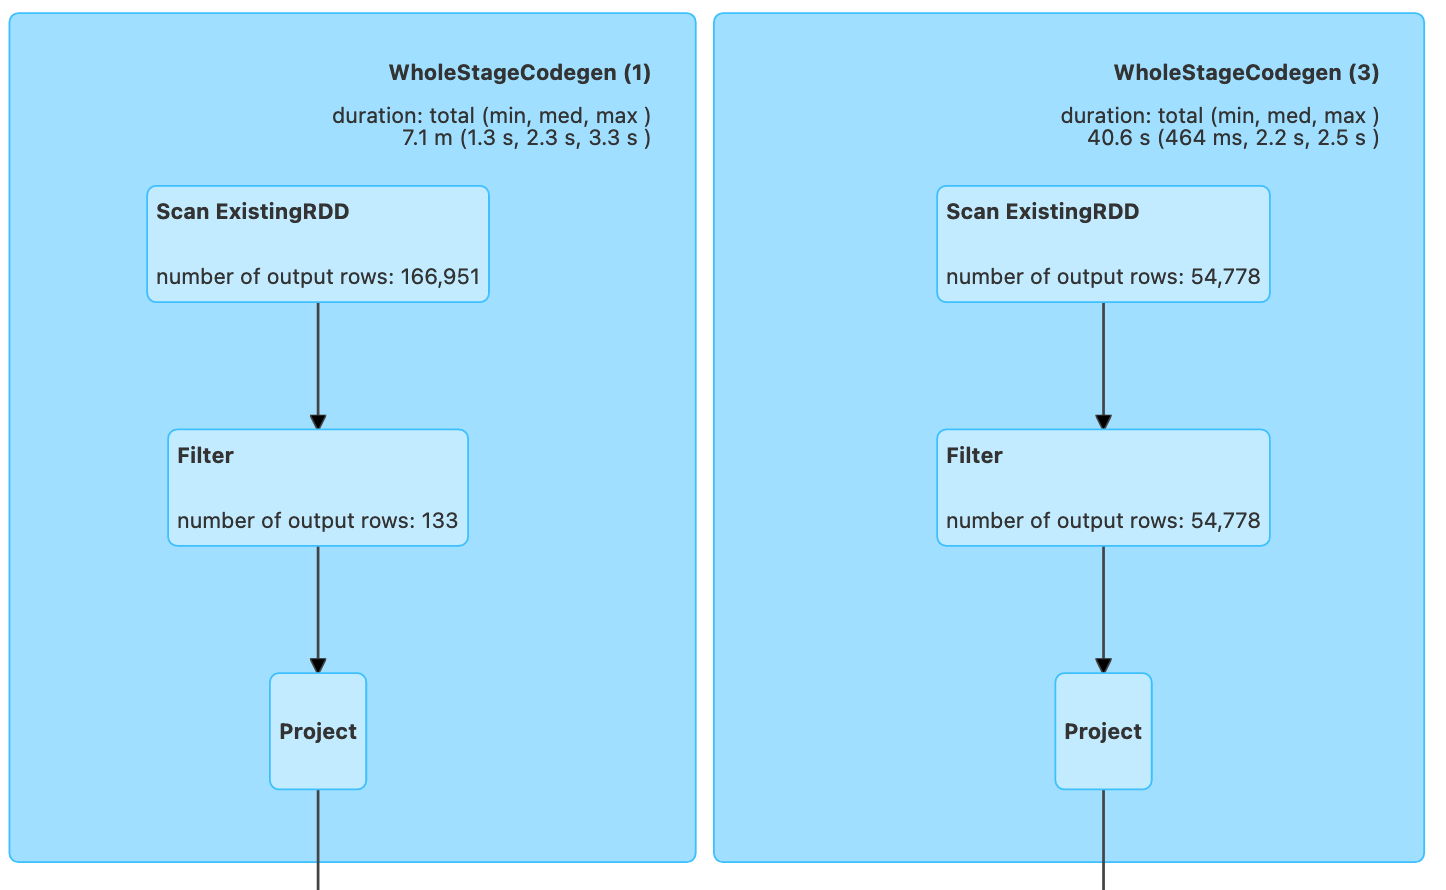 WholeStageCodegen (1)
duration: total (min, med, max )
7.1 m (1.3 s, 2.3 s, 3.3 s )
Scan ExistingRDD
number of output rows: 166,951
Filter
number of output rows: 133
Project
WholeStageCodegen (3)
duration: total (min, med, max )
40.6 s (464 ms, 2.2 s, 2.5 s )
Scan ExistingRDD
number of output rows: 54,778
Filter
number of output rows: 54,778
Project